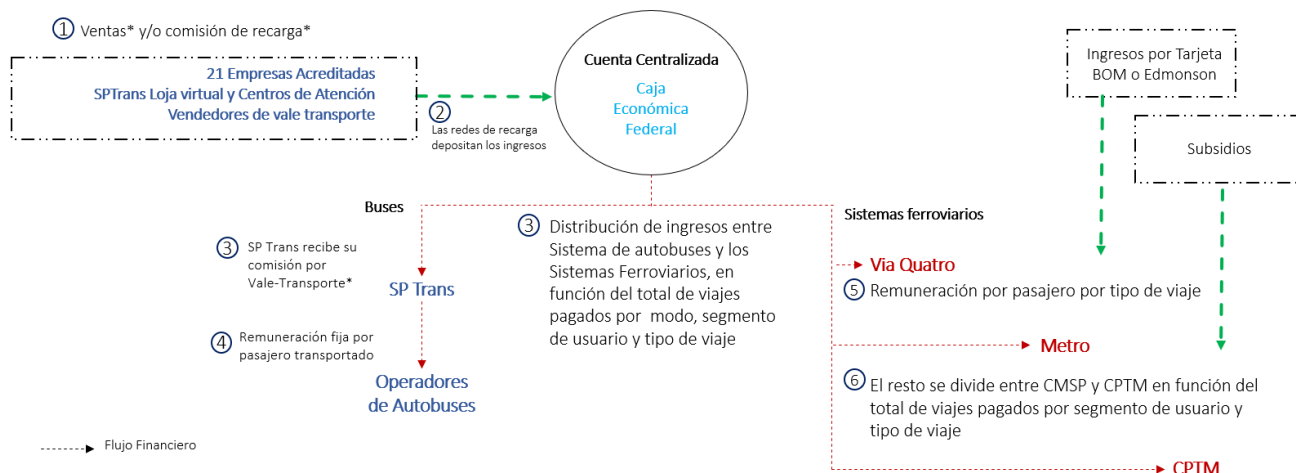 ① Ventas* y/o comisión de recarga*
21 Empresas Acreditadas
SPTrans Loja virtual y Centros de Atención
Vendedores de vale transporte
②
Las redes de recarga
depositan los ingresos
Cuenta Centralizada
Caja
Económica
Federal
Ingresos por Tarjeta
BOM o Edmonson
Subsidios
Buses
③ SP Trans recibe su
comisión por
Vale-Transporte*
SP Trans
④ Remuneración fija por
pasajero transportado
Operadores
de Autobuses
③ Distribución de ingresos entre
Sistema de autobuses y los
Sistemas Ferroviarios, en
función del total de viajes
pagados por modo, segmento
de usuario y tipo de viaje
Sistemas ferroviarios
Via Quatro
⑤ Remuneración por pasajero por tipo de viaje
Metro
⑥ El resto se divide entre CMSP y CPTM en función del
total de viajes pagados por segmento de usuario y
tipo de viaje
CPTM
Flujo Financiero